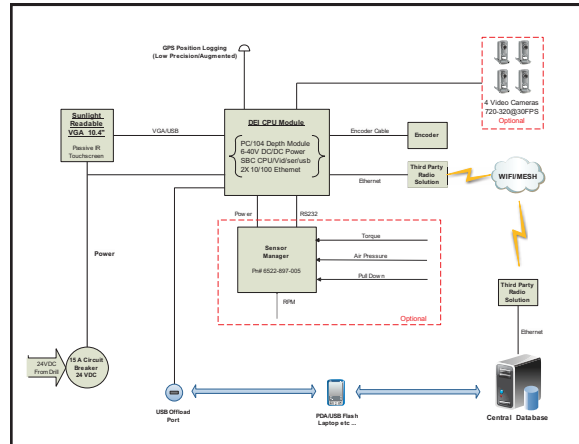 GPS Position Logging
(Low Precision/Augmented)
4 Video Cameras
720-320@30FPS
Optional
Sunlight
Readable
VGA 10.4"
Passive IR
Touchscreen
VGA/USB
DEI CPU Module
PC/104 Depth Module
6-40V DC/DC Power
SBC CPU/Vid/ser/usb
2X 10/100 Ethernet
Encoder Cable
Encoder
Ethernet
Third Party
Radio
Solution
WIFI/MESH
Power
RS232
Power
Sensor
Manager
Pn# 6522-897-005
Torque
Air Pressure
Pull Down
RPM
Optional
Third Party
Radio
Solution
Ethernet
24VDC
From Drill
15 A Circuit
Breaker
24 VDC
USB Offload
Port
PDA/USB Flash
Laptop etc ...
Central Database